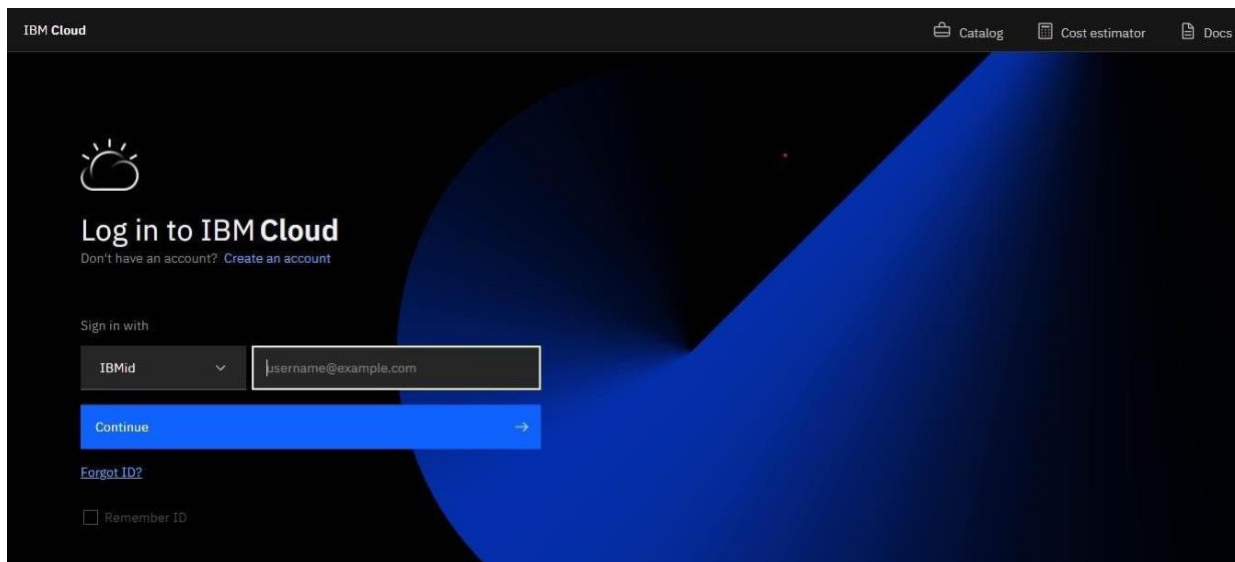 IBM Cloud
Catalog
Cost estimator
Docs
Log in to IBM Cloud
Don't have an account? Create an account
Sign in with
IBMid
username@example.com
Continue
Forgot ID?
Remember ID